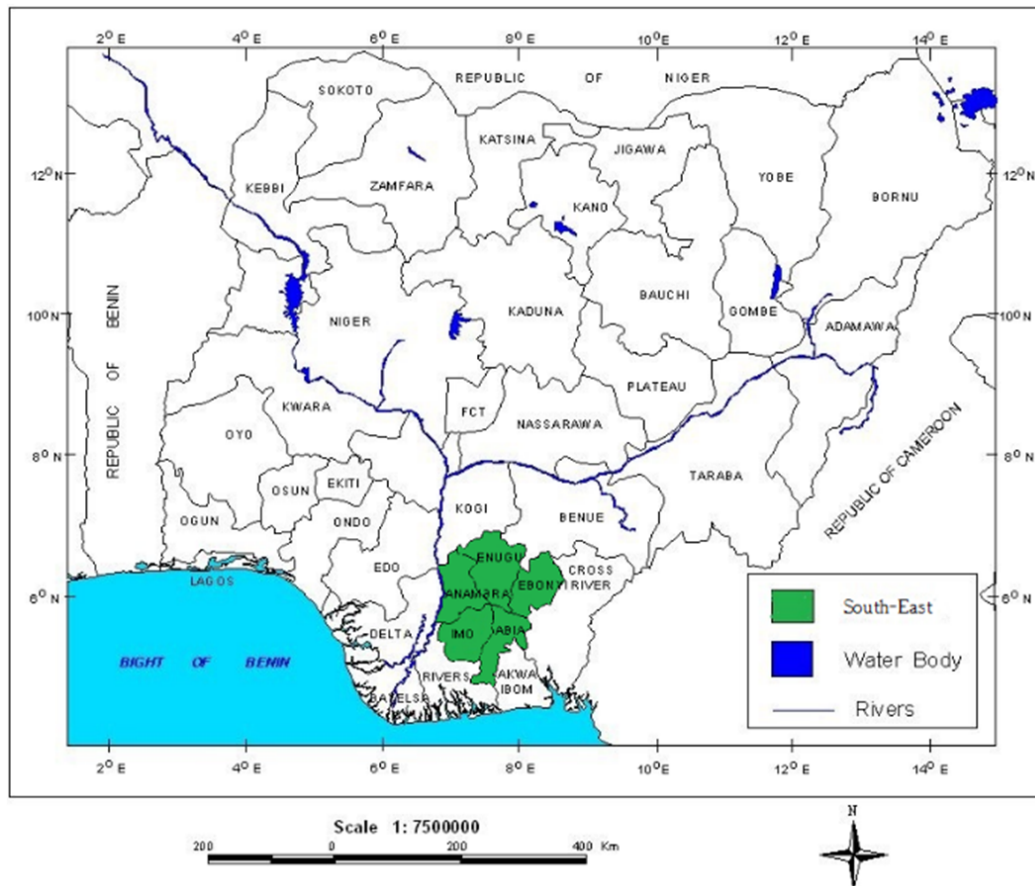 2° E 4° E 6° E 8° E 10° E 12° E 14° E
REPUBLIC OF NIGER
SOKOTO
KATSINA
JIGAWA
YOBE
BORNU
KEBBI
ZAMFARA
KANO
12° N
12° N
REPUBLIC OF BENIN
NIGER
KADUNA
BAUCHI
GOMBE
ADAMAWA
10° N
10° N
PLATEAU
KWARA
FCT
NASSARAWA
OYO
TARABA
REPUBLIC OF CAMEROON
8° N
8° N
OSUN
EKITI
KOGI
BENUE
OGUN
ONDO
EDO
ENUGU
EBONYI
CROSS
RIVER
LAGOS
ANAMBRA
6° N
6° N
DELTA
IMO
ABIA
BIGHT OF BENIN
RIVERS
AKWA
IBOM
BAYELSA
South-East
Water Body
Rivers
2° E 4° E 6° E 8° E 10° E 12° E 14° E
Scale 1: 7500000
200 0 200 400 Km
N